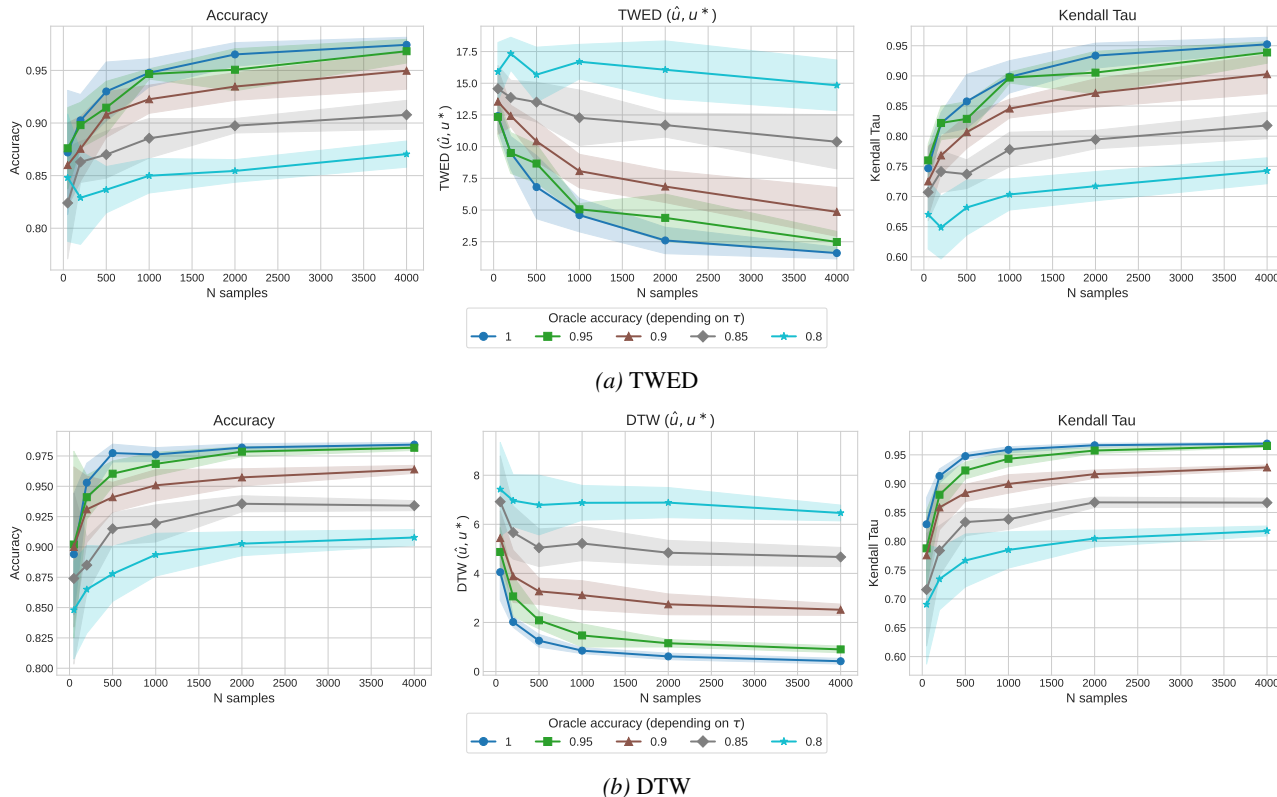 Accuracy
TWED (û, u*)
Kendall Tau
Accuracy
0.95
0.90
0.85
0.80
0 500 1000 1500 2000 2500 3000 3500 4000
N samples
TWED (û, u*)
17.5
15.0
12.5
10.0
7.5
5.0
2.5
0 500 1000 1500 2000 2500 3000 3500 4000
N samples
Kendall Tau
0.95
0.90
0.85
0.80
0.75
0.70
0.65
0.60
0 500 1000 1500 2000 2500 3000 3500 4000
N samples
Oracle accuracy (depending on τ)
1 0.95 0.9 0.85 0.8
(a) TWED
Accuracy
DTW (û, u*)
Kendall Tau
Accuracy
0.975
0.950
0.925
0.900
0.875
0.850
0.825
0.800
0 500 1000 1500 2000 2500 3000 3500 4000
N samples
DTW (û, u*)
8
6
4
2
0
0 500 1000 1500 2000 2500 3000 3500 4000
N samples
Kendall Tau
0.95
0.90
0.85
0.80
0.75
0.70
0.65
0.60
0 500 1000 1500 2000 2500 3000 3500 4000
N samples
Oracle accuracy (depending on τ)
1 0.95 0.9 0.85 0.8
(b) DTW